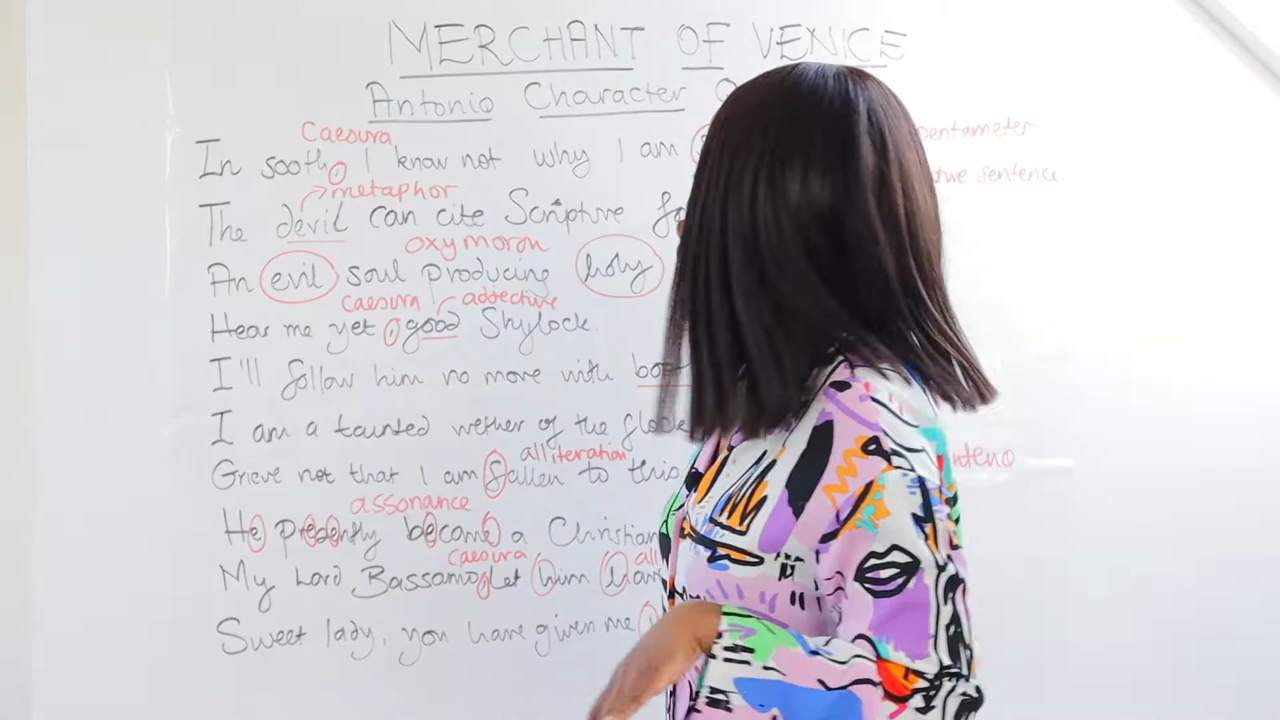 MERCHANT OF VENICE
Antonio Character
Caesura
pentameter
In sooth, I know not why I am
metaphor
sentence
The devil can cite Scripture
oxymoron
An evil soul producing holy
caesura adjective
Hear me yet, good Shylock.
I'll follow him no more with
I am a tainted wether of the flock
alliteration
Grieve not that I am fallen to this
assonance
He presently become a Christian
caesura all
My Lord Bassanio, let him
Sweet lady, you have given me